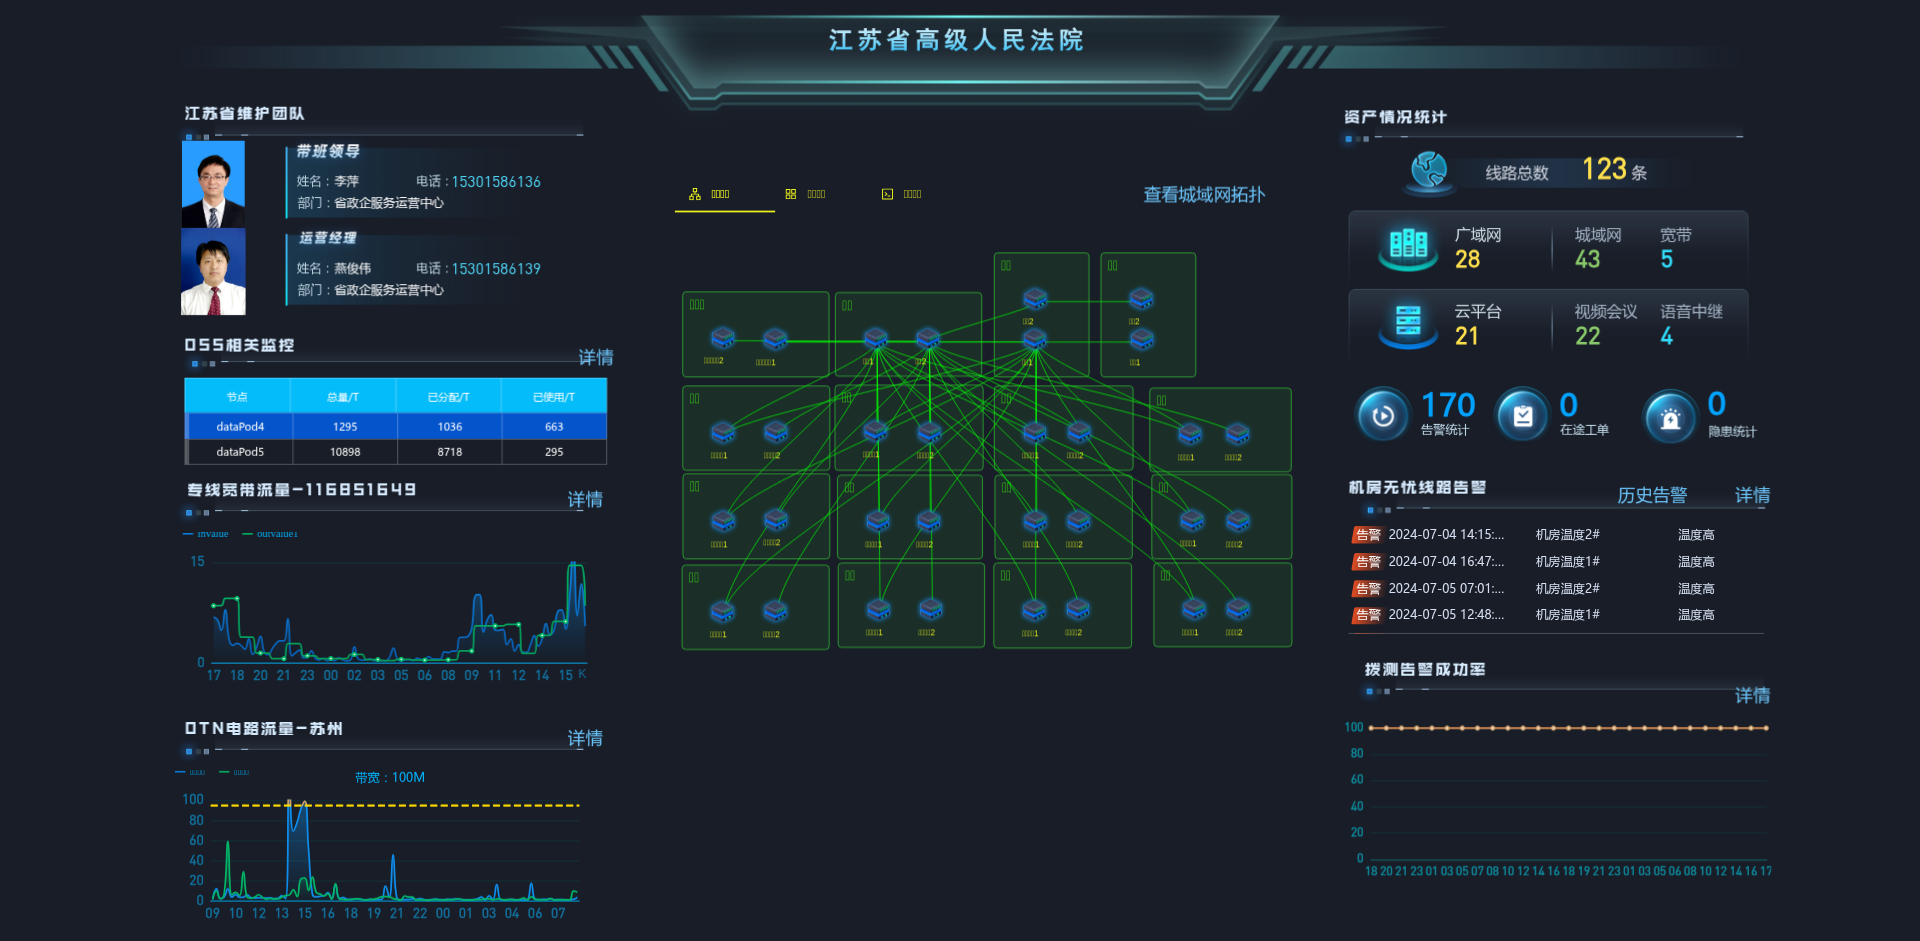 江苏省高级人民法院
江苏省维护团队
带班领导
姓名：李萍 电话：15301586136
部门：省政企服务运营中心
运营经理
姓名：燕俊伟 电话：15301586139
部门：省政企服务运营中心
OSS相关监控
详情
节点 总量/T 已分配/T 已使用/T
dataPod4 1295 1036 663
dataPod5 10898 8718 295
专线宽带流量-116851649
详情
invalue outvalue1
15
0
17 18 20 21 23 00 02 03 05 06 08 09 11 12 14 15 K
OTN电路流量-苏州
详情
带宽：100M
100
80
60
40
20
0
09 10 12 13 15 16 18 19 21 22 00 01 03 04 06 07
查看城域网拓扑
资产情况统计
线路总数 123 条
广域网 城域网 宽带
28 43 5
云平台 视频会议 语音中继
21 22 4
170 0 0
告警统计 在途工单 隐患统计
机房无忧线路告警
历史告警 详情
告警 2024-07-04 14:15:... 机房温度2# 温度高
告警 2024-07-04 16:47:... 机房温度1# 温度高
告警 2024-07-05 07:01:... 机房温度2# 温度高
告警 2024-07-05 12:48:... 机房温度1# 温度高
拨测告警成功率
详情
100
80
60
40
20
0
18 20 21 23 01 03 05 07 08 10 12 14 16 18 19 21 23 01 03 05 06 08 10 12 14 16 17